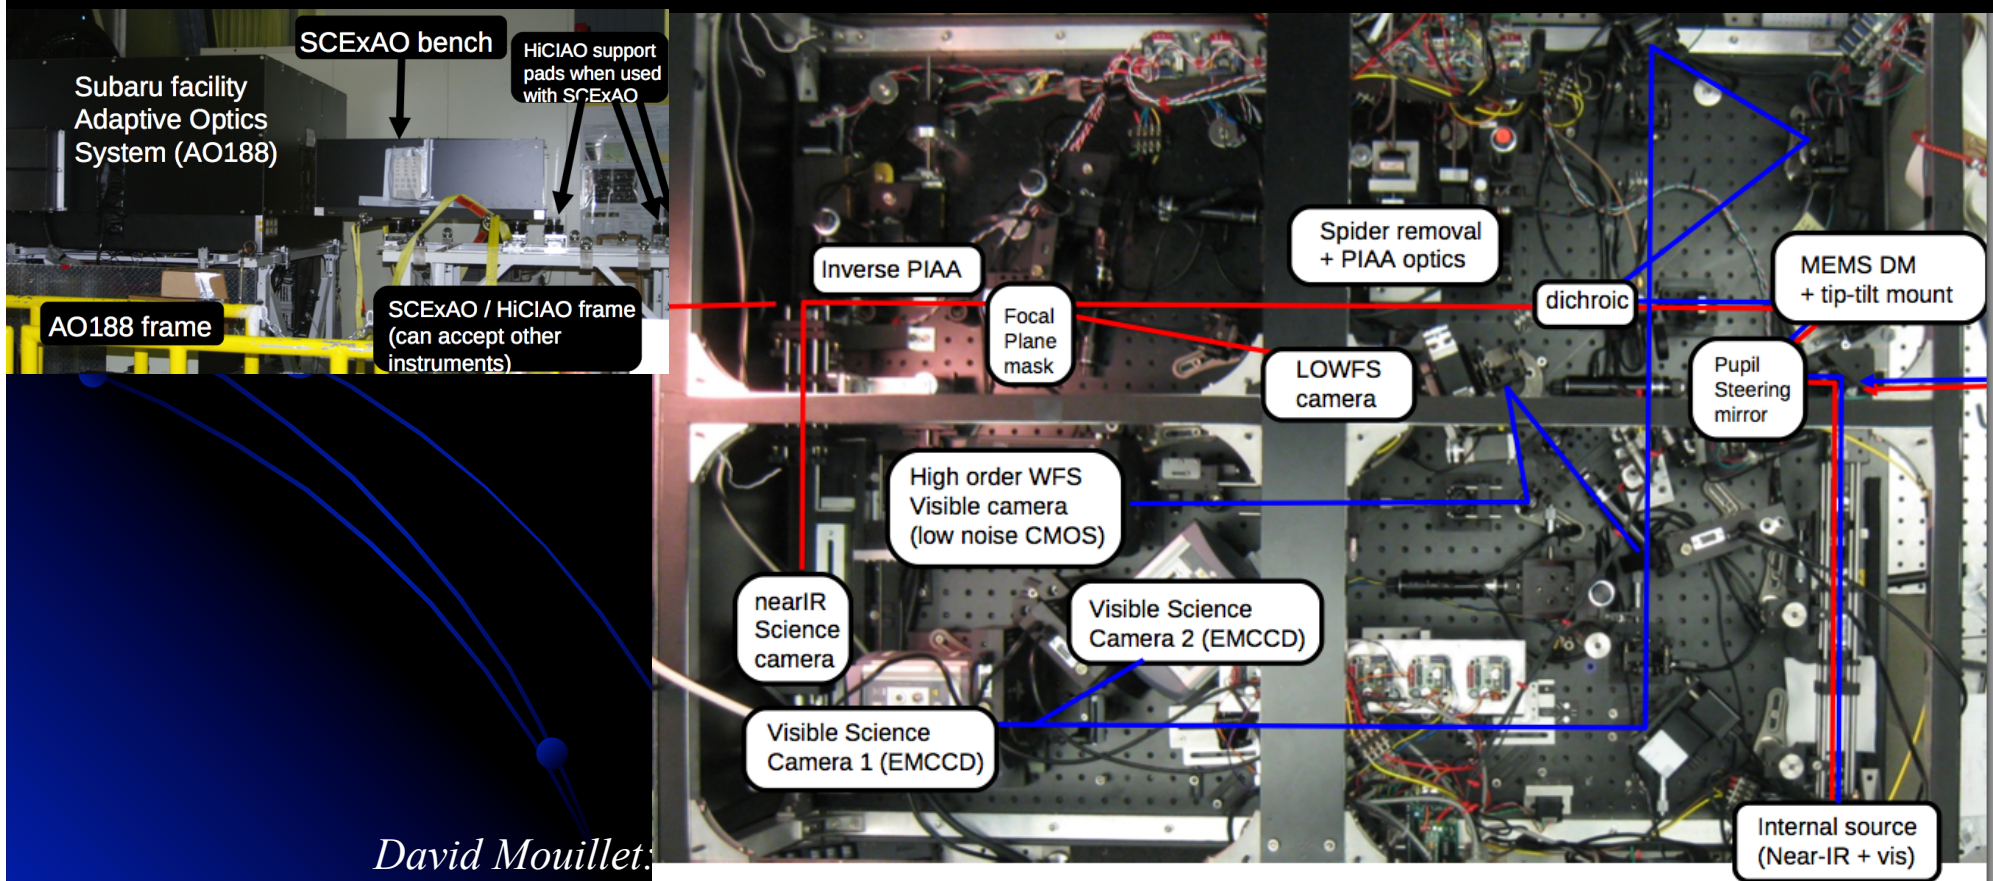 SCExAO bench
HiCIAO support
pads when used
with SCExAO
Subaru facility
Adaptive Optics
System (AO188)
AO188 frame
SCExAO / HiCIAO frame
(can accept other
instruments)
Inverse PIAA
Focal
Plane
mask
Spider removal
+ PIAA optics
dichroic
MEMS DM
+ tip-tilt mount
LOWFS
camera
Pupil
Steering
mirror
High order WFS
Visible camera
(low noise CMOS)
nearIR
Science
camera
Visible Science
Camera 2 (EMCCD)
Visible Science
Camera 1 (EMCCD)
Internal source
(Near-IR + vis)
David Mouillet: